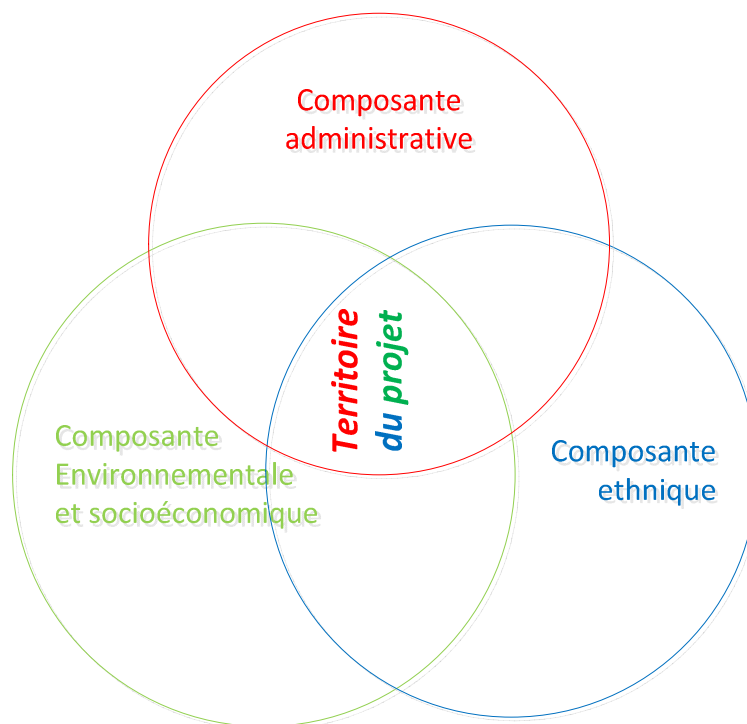 Composante
administrative
Territoire
du projet
Composante
Environnementale
et socioéconomique
Composante
ethnique